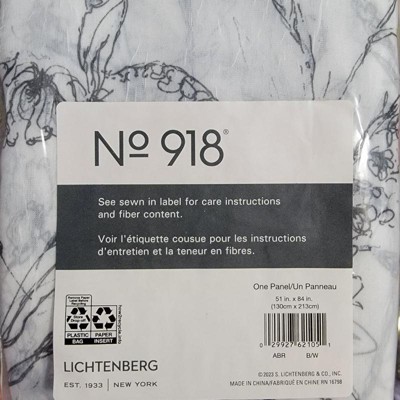 No 918®
See sewn in label for care instructions
and fiber content.
Voir l'étiquette cousue pour les instructions
d'entretien et la teneur en fibres.
One Panel/Un Panneau
51 in. x 84 in.
(130cm x 213cm)
PLASTIC
BAG
PAPER
INSERT
how2recycle.info
0 29927 62105 1
ABR B/W
LICHTENBERG
EST. 1933 | NEW YORK
©2023 S. LICHTENBERG & CO., INC.
MADE IN CHINA/FABRIQUÉ EN CHINE RN 16798